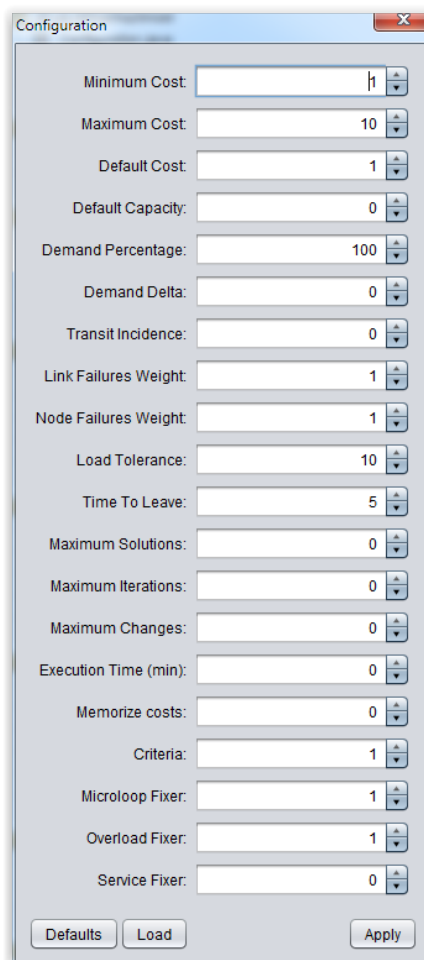 Configuration
Minimum Cost: 1
Maximum Cost: 10
Default Cost: 1
Default Capacity: 0
Demand Percentage: 100
Demand Delta: 0
Transit Incidence: 0
Link Failures Weight: 1
Node Failures Weight: 1
Load Tolerance: 10
Time To Leave: 5
Maximum Solutions: 0
Maximum Iterations: 0
Maximum Changes: 0
Execution Time (min): 0
Memorize costs: 0
Criteria: 1
Microloop Fixer: 1
Overload Fixer: 1
Service Fixer: 0
Defaults Load Apply